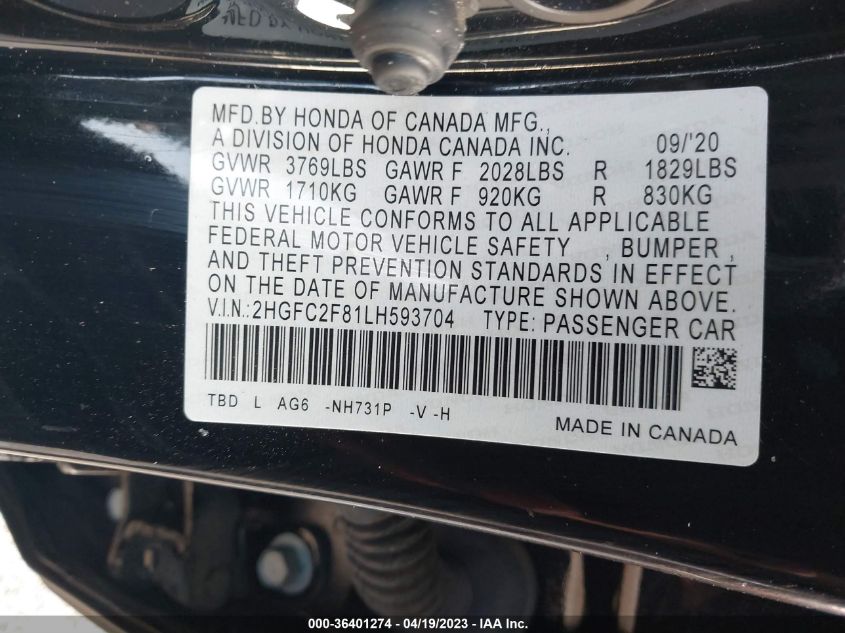 MFD.BY HONDA OF CANADA MFG.,
A DIVISION OF HONDA CANADA INC. 09/'20
GVWR 3769LBS GAWR F 2028LBS R 1829LBS
GVWR 1710KG GAWR F 920KG R 830KG
THIS VEHICLE CONFORMS TO ALL APPLICABLE
FEDERAL MOTOR VEHICLE SAFETY , BUMPER ,
AND THEFT PREVENTION STANDARDS IN EFFECT
ON THE DATE OF MANUFACTURE SHOWN ABOVE.
V.I.N.:2HGFC2F81LH593704 TYPE: PASSENGER CAR
TBD L AG6 -NH731P -V -H
MADE IN CANADA
000-36401274 - 04/19/2023 - IAA Inc.